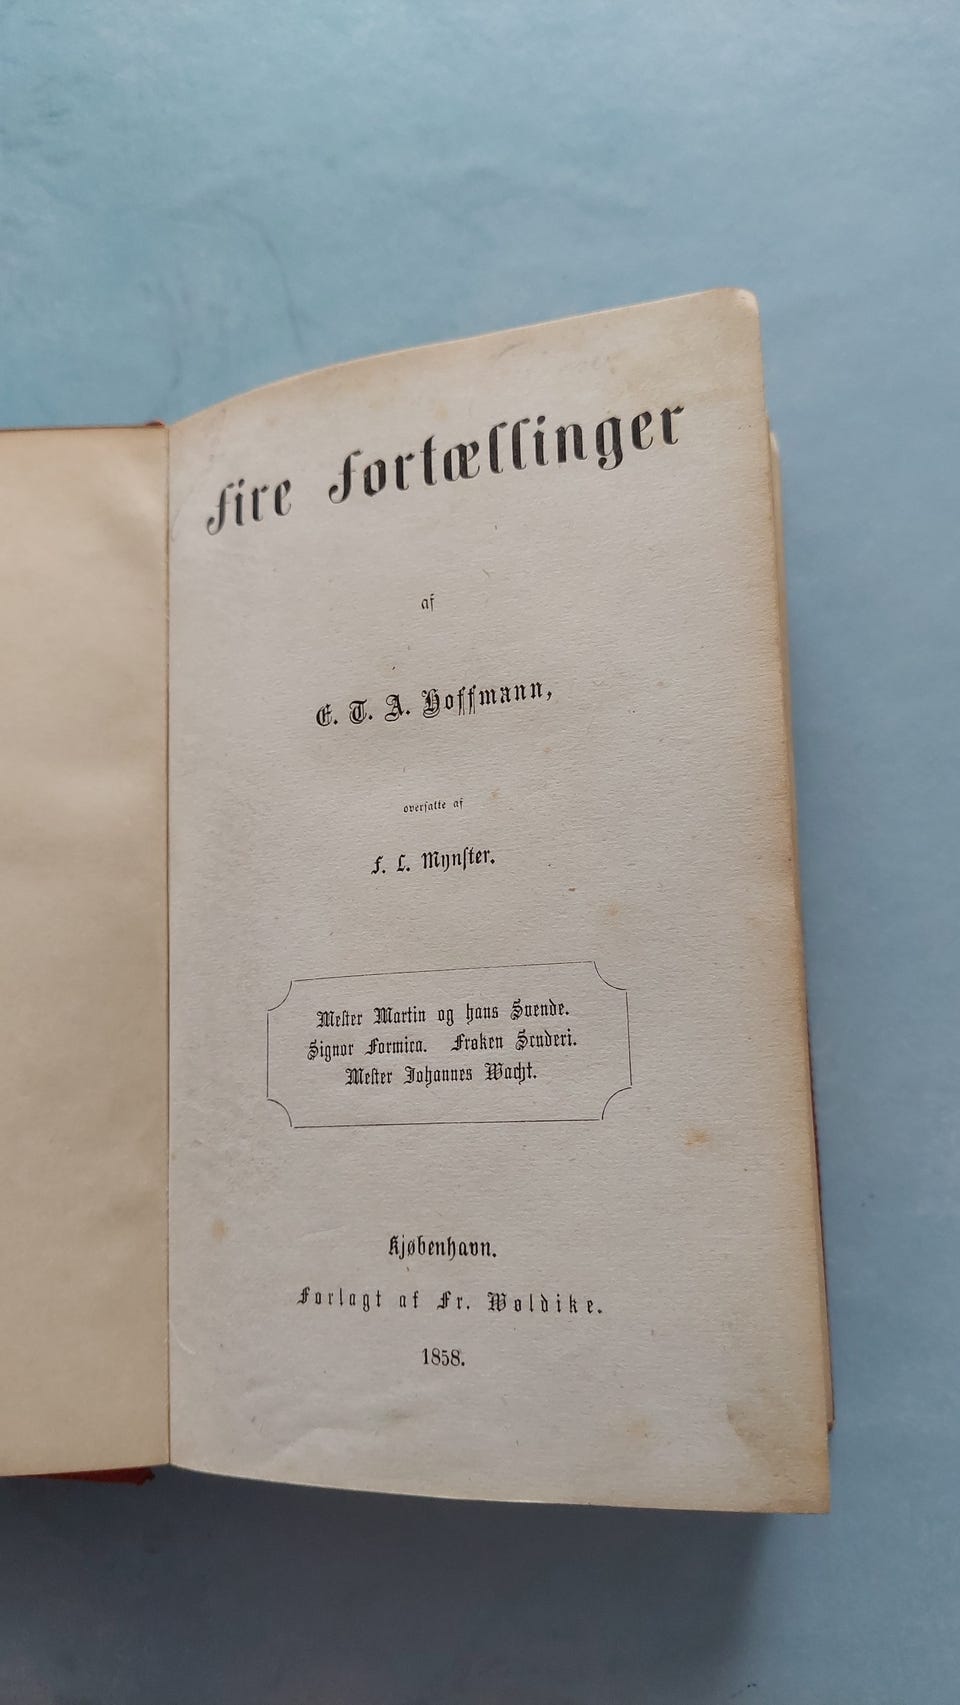 Fire Fortællinger
af
E. T. A. Hoffmann,
oversatte af
F. L. Mynster.
Mester Martin og hans Svende.
Signor Formica. Frøken Scuderi.
Mester Johannes Wacht.
Kjøbenhavn.
Forlagt af Fr. Woldike.
1858.